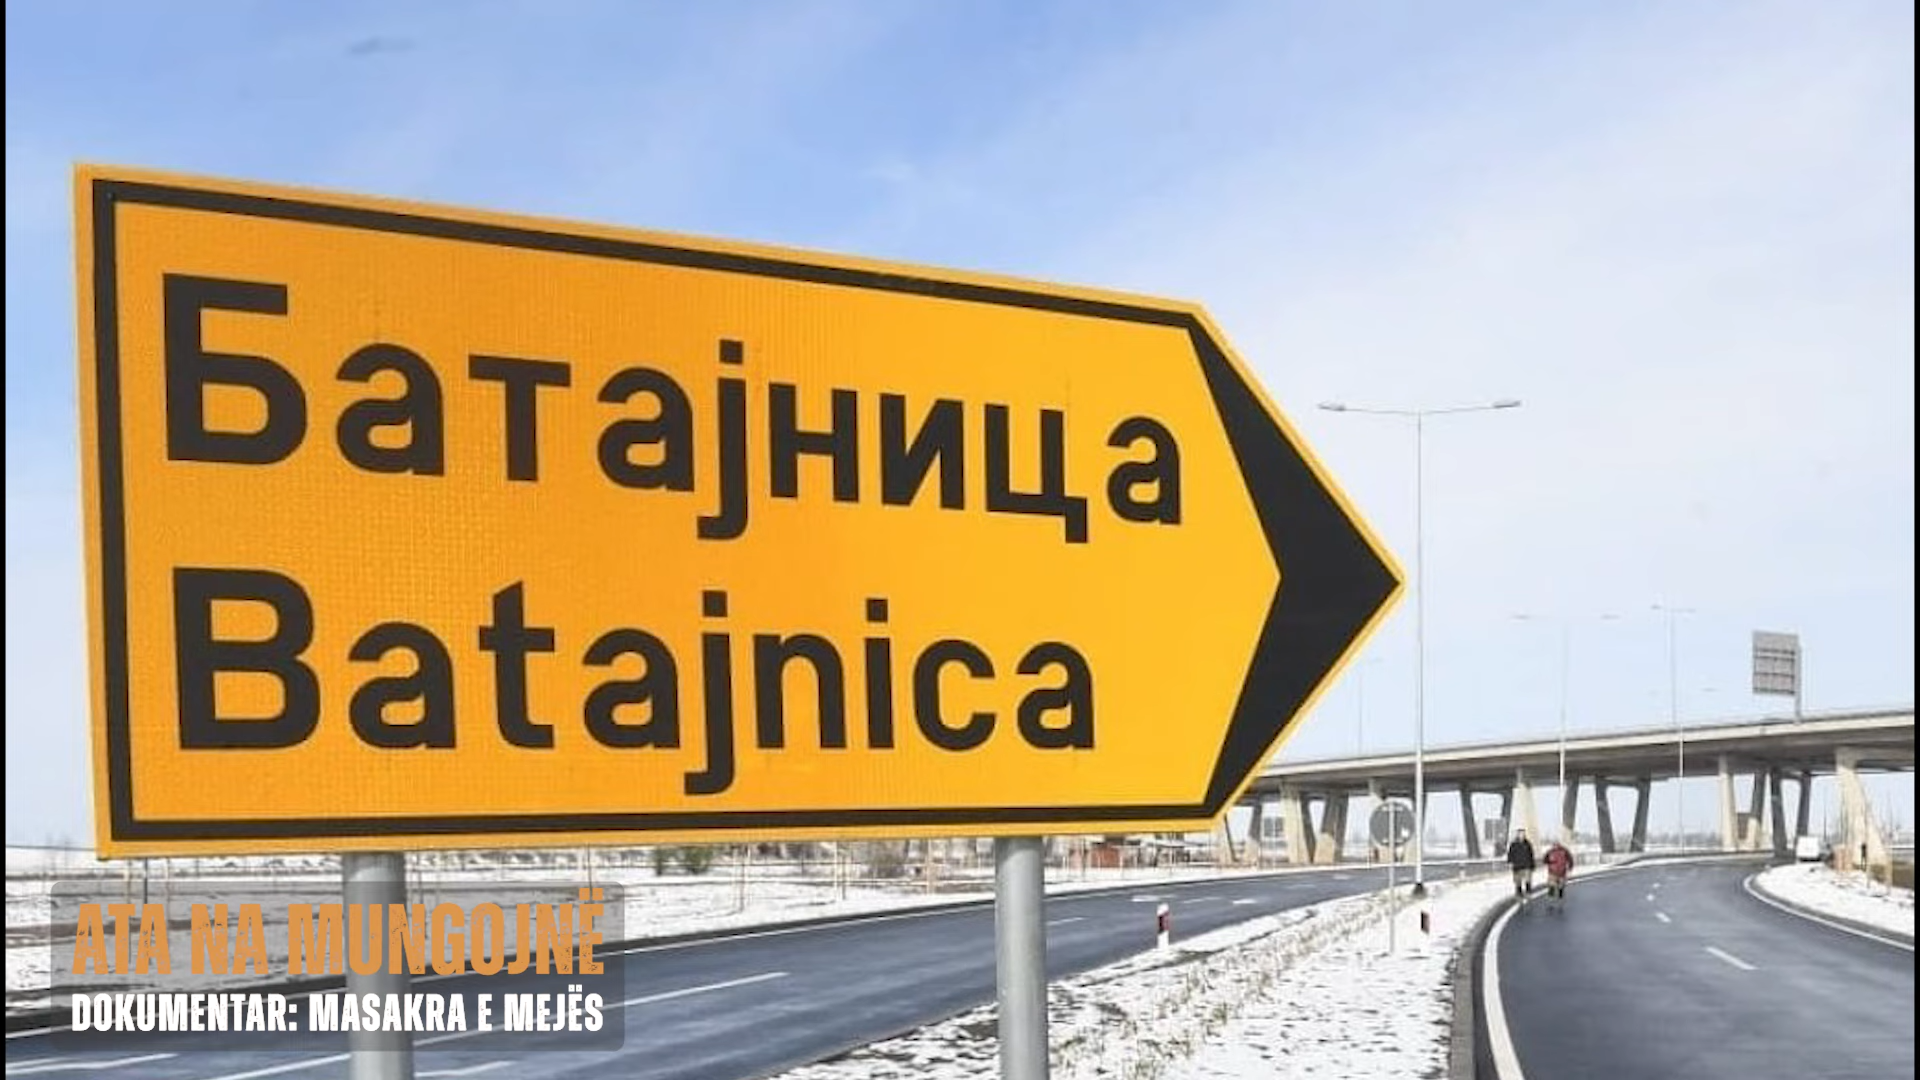 Батајница
Batajnica
ATA NA MUNGOJNË
DOKUMENTAR: MASAKRA E MEJËS